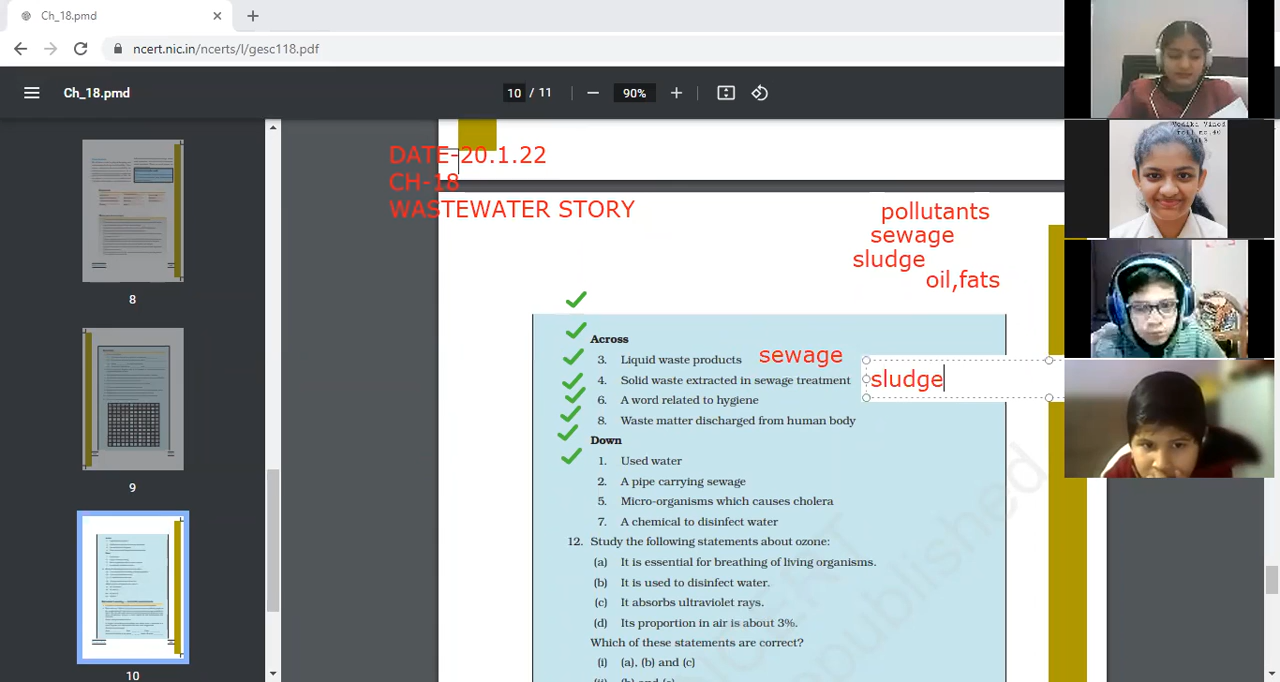 Ch_18.pmd
ncert.nic.in/ncerts/l/gesc118.pdf
Ch_18.pmd
10 / 11
90%
DATE-20.1.22
CH-18
WASTEWATER STORY
pollutants
sewage
sludge
oil,fats
Across
3. Liquid waste products sewage
4. Solid waste extracted in sewage treatment sludge
6. A word related to hygiene
8. Waste matter discharged from human body
Down
1. Used water
2. A pipe carrying sewage
5. Micro-organisms which causes cholera
7. A chemical to disinfect water
12. Study the following statements about ozone:
(a) It is essential for breathing of living organisms.
(b) It is used to disinfect water.
(c) It absorbs ultraviolet rays.
(d) Its proportion in air is about 3%.
Which of these statements are correct?
(i) (a), (b) and (c)
8
9
10
Vedika Vinod
roll no.40